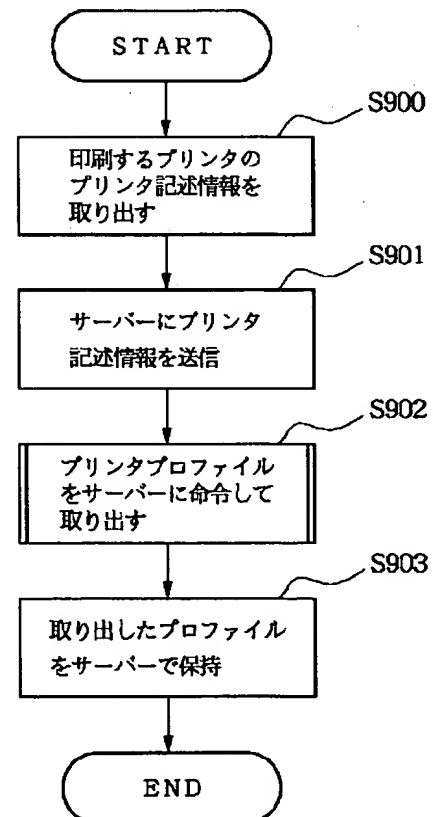 START
S900
印刷するプリンタの
プリンタ記述情報を
取り出す
S901
サーバーにプリンタ
記述情報を送信
S902
プリンタプロファイル
をサーバーに命令して
取り出す
S903
取り出したプロファイル
をサーバーで保持
END